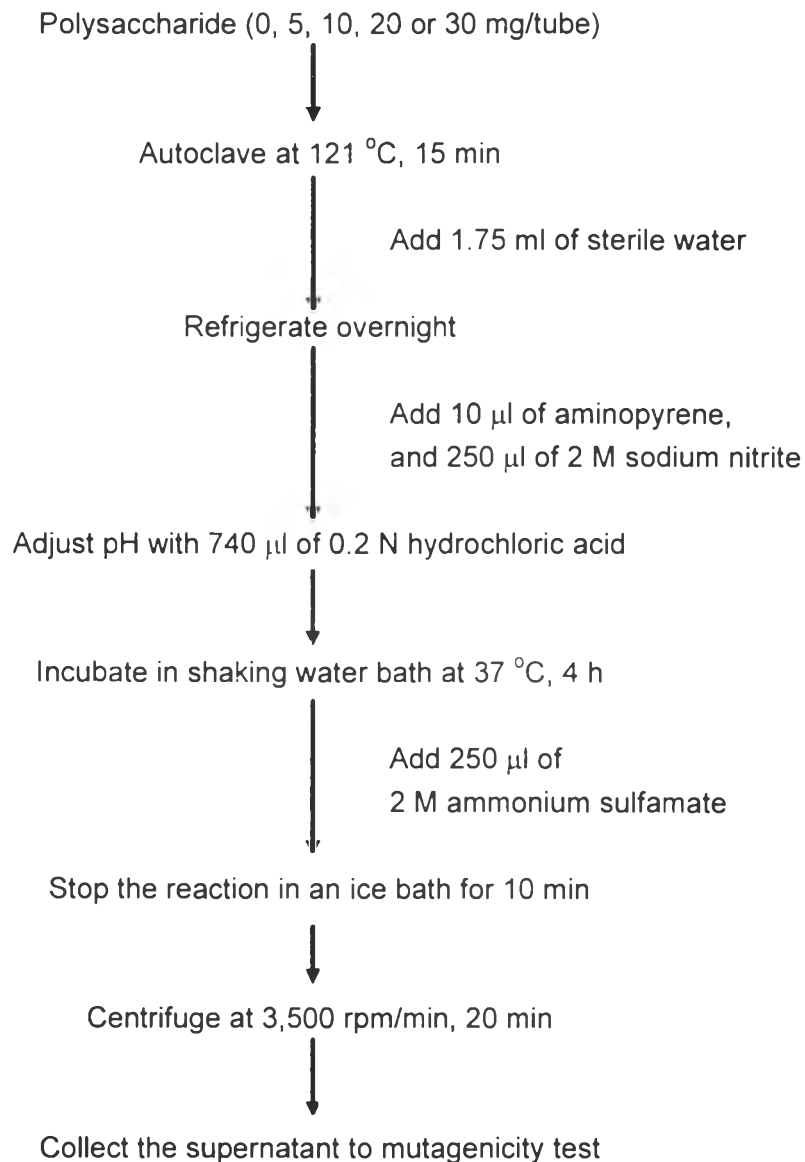 Polysaccharide (0, 5, 10, 20 or 30 mg/tube)
Autoclave at 121 °C, 15 min
Add 1.75 ml of sterile water
Refrigerate overnight
Add 10 µl of aminopyrene,
and 250 µl of 2 M sodium nitrite
Adjust pH with 740 µl of 0.2 N hydrochloric acid
Incubate in shaking water bath at 37 °C, 4 h
Add 250 µl of
2 M ammonium sulfamate
Stop the reaction in an ice bath for 10 min
Centrifuge at 3,500 rpm/min, 20 min
Collect the supernatant to mutagenicity test